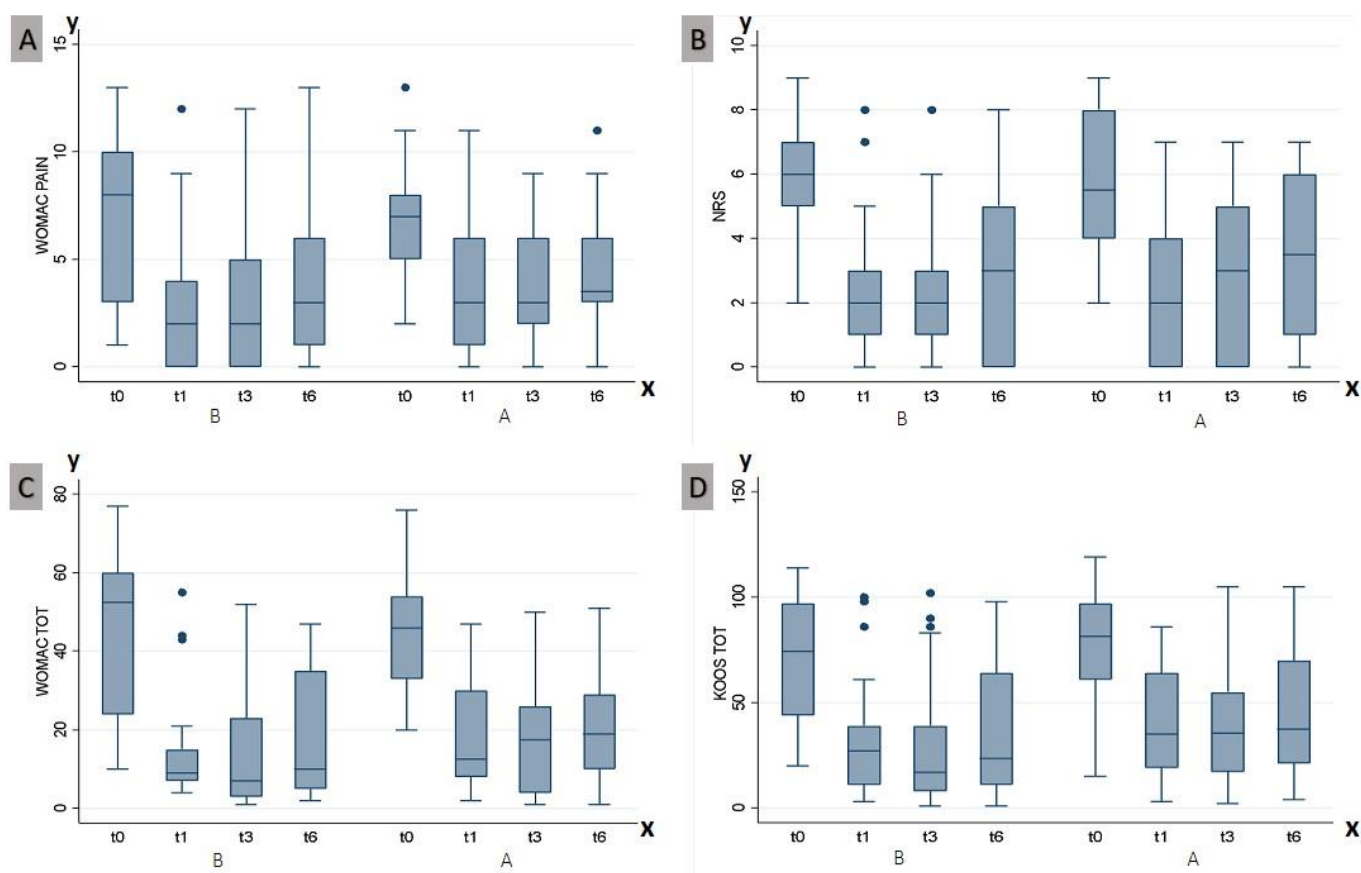 A
y
15
10
5
0
WOMAC PAIN
t0 t1 t3 t6 t0 t1 t3 t6
x
B A
B
y
10
8
6
4
2
0
NRS
t0 t1 t3 t6 t0 t1 t3 t6
x
B A
C
y
80
60
40
20
0
WOMAC TOT
t0 t1 t3 t6 t0 t1 t3 t6
x
B A
D
y
150
100
50
0
KOOS TOT
t0 t1 t3 t6 t0 t1 t3 t6
x
B A